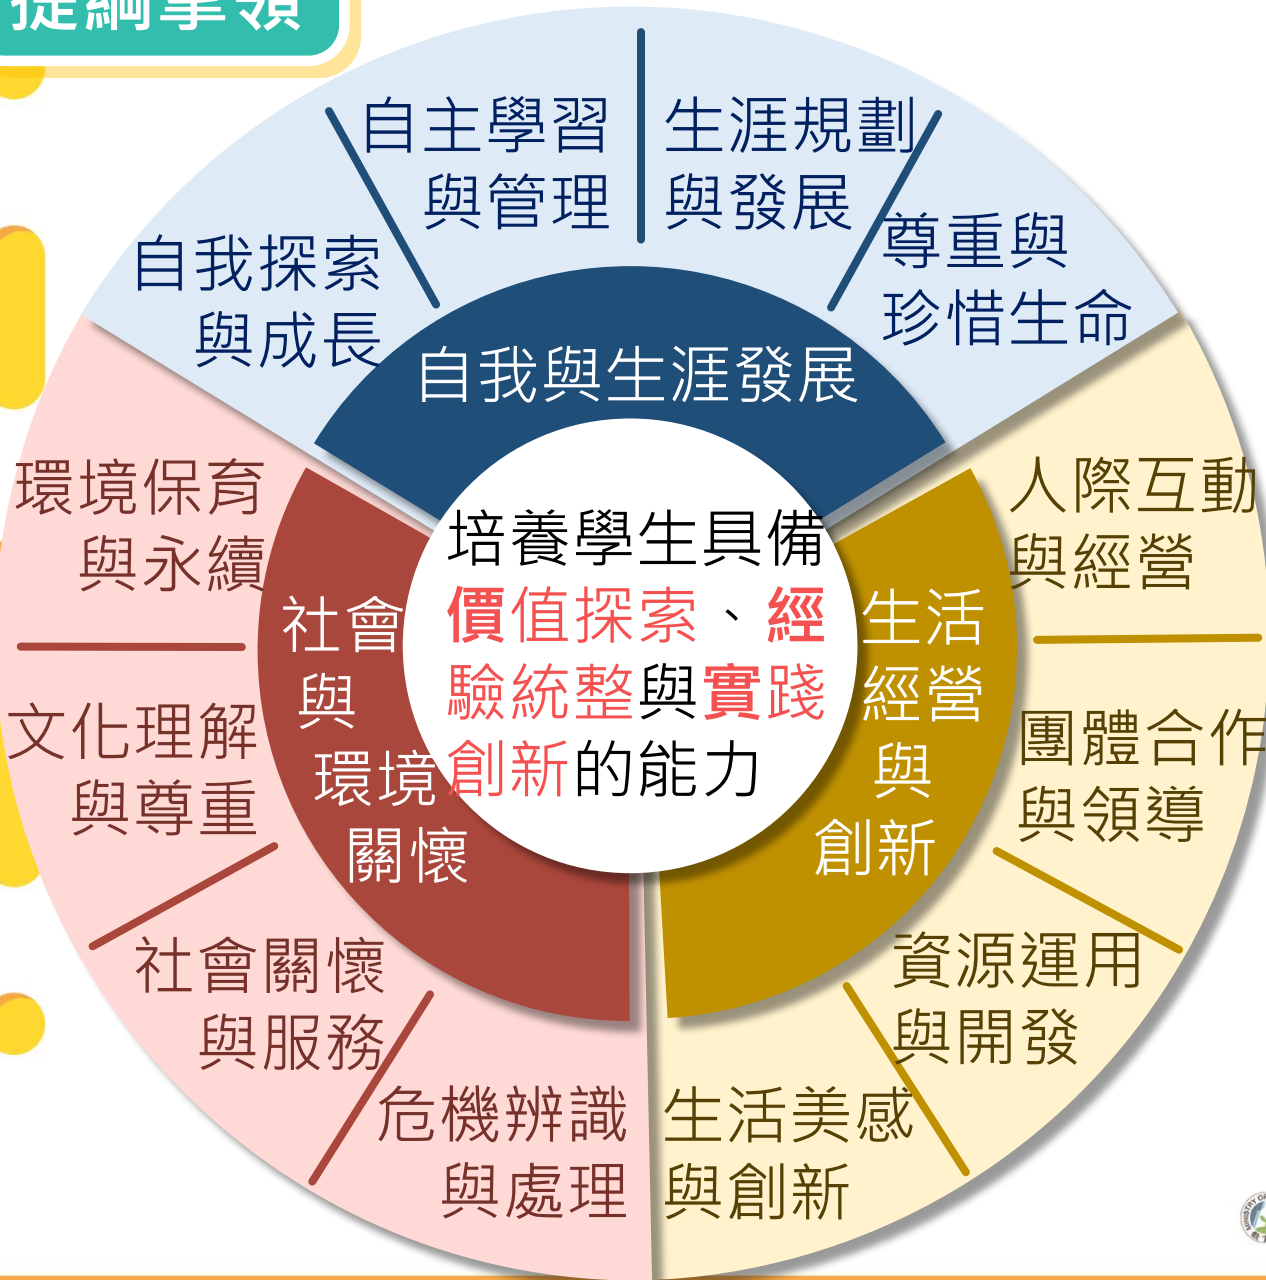 提綱挈領
自主學習
與管理
生涯規劃
與發展
自我探索
與成長
尊重與
珍惜生命
自我與生涯發展
環境保育
與永續
人際互動
與經營
培養學生具備
價值探索、經
驗統整與實踐
創新的能力
社會
與
環境
關懷
生活
經營
與
創新
文化理解
與尊重
團體合作
與領導
社會關懷
與服務
資源運用
與開發
危機辨識
與處理
生活美感
與創新